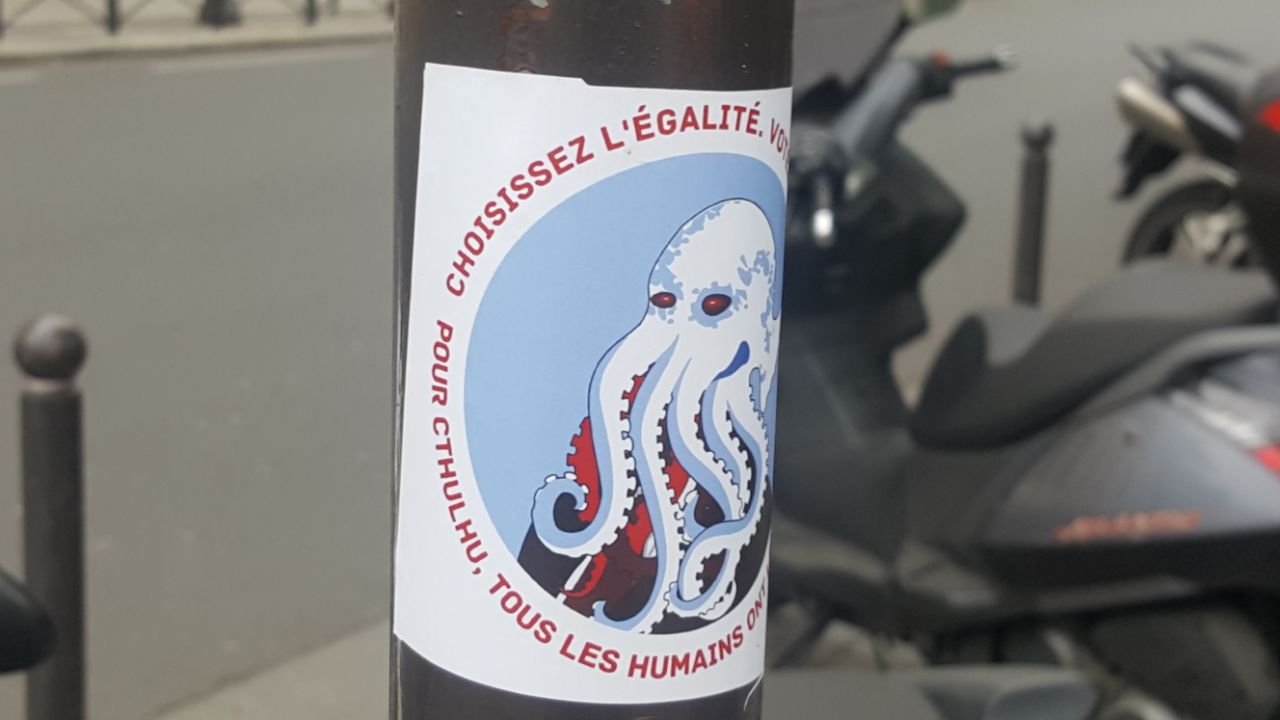 CHOISISSEZ L'ÉGALITÉ.
POUR CTHULHU, TOUS LES HUMAINS ONT